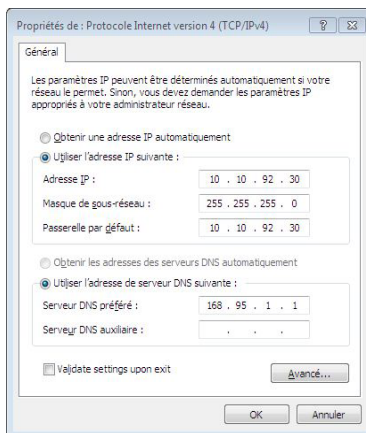 Propriétés de : Protocole Internet version 4 (TCP/IPv4)
Général
Les paramètres IP peuvent être déterminés automatiquement si votre
réseau le permet. Sinon, vous devez demander les paramètres IP
appropriés à votre administrateur réseau.
Obtenir une adresse IP automatiquement
Utiliser l'adresse IP suivante :
Adresse IP : 10 . 10 . 92 . 30
Masque de sous-réseau : 255 . 255 . 255 . 0
Passerelle par défaut : 10 . 10 . 92 . 30
Obtenir les adresses des serveurs DNS automatiquement
Utiliser l'adresse de serveur DNS suivante :
Serveur DNS préféré : 168 . 95 . 1 . 1
Serveur DNS auxiliaire : . . .
Validate settings upon exit
Avancé...
OK Annuler